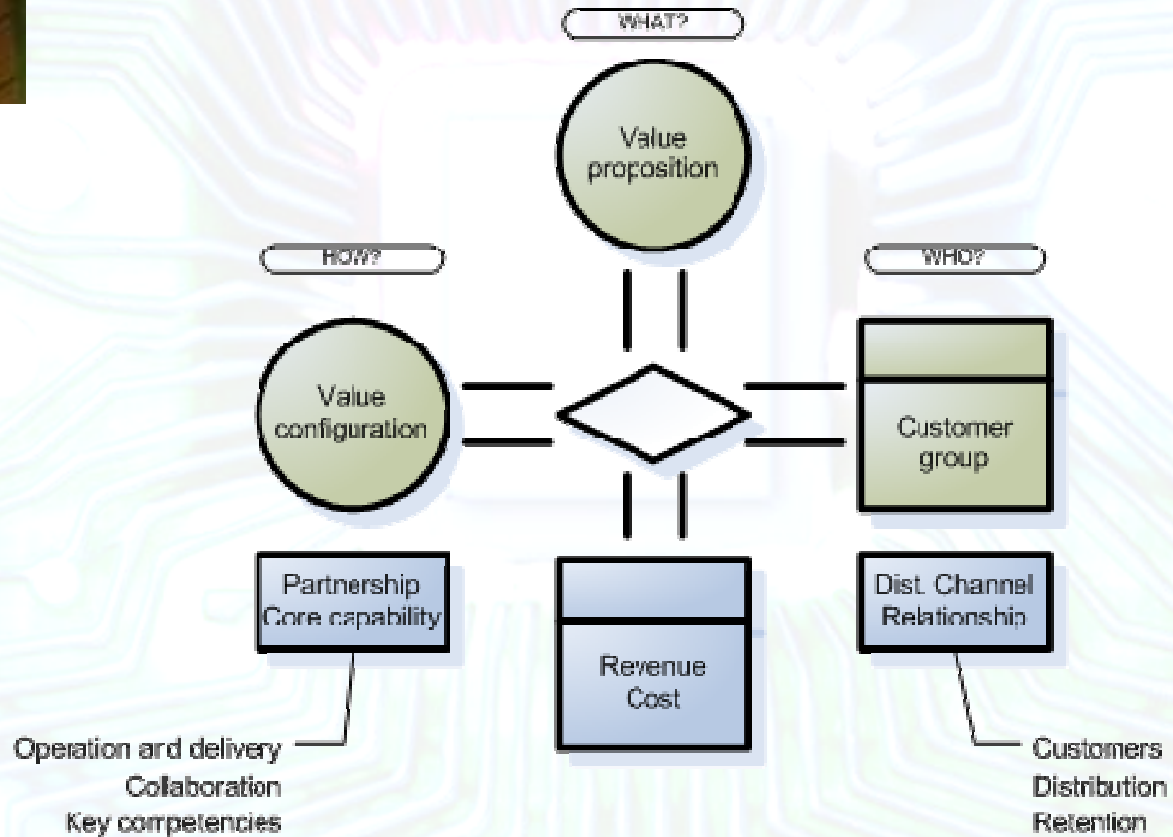 WHAT?
Value
proposition
HOW?
WHO?
Value
configuration
Customer
group
Partnership
Core capability
Dist. Channel
Relationship
Revenue
Cost
Operation and delivery
Collaboration
Key competencies
Customers
Distribution
Retention